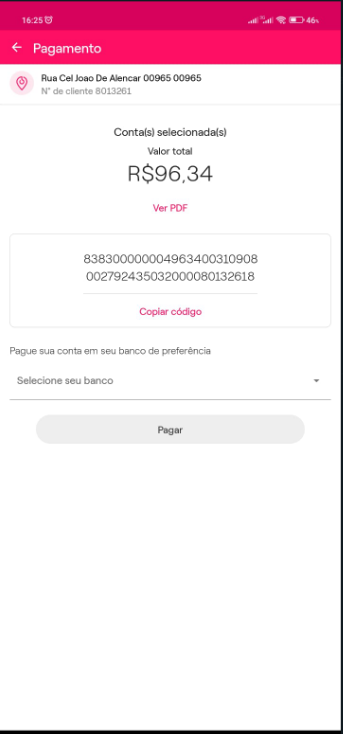 16:25
46%
Pagamento
Rua Cel Joao De Alencar 00965 00965
N° de cliente 8013261
Conta(s) selecionada(s)
Valor total
R$96,34
Ver PDF
838300000004963400310908
002792435032000080132618
Copiar código
Pague sua conta em seu banco de preferência
Selecione seu banco
Pagar